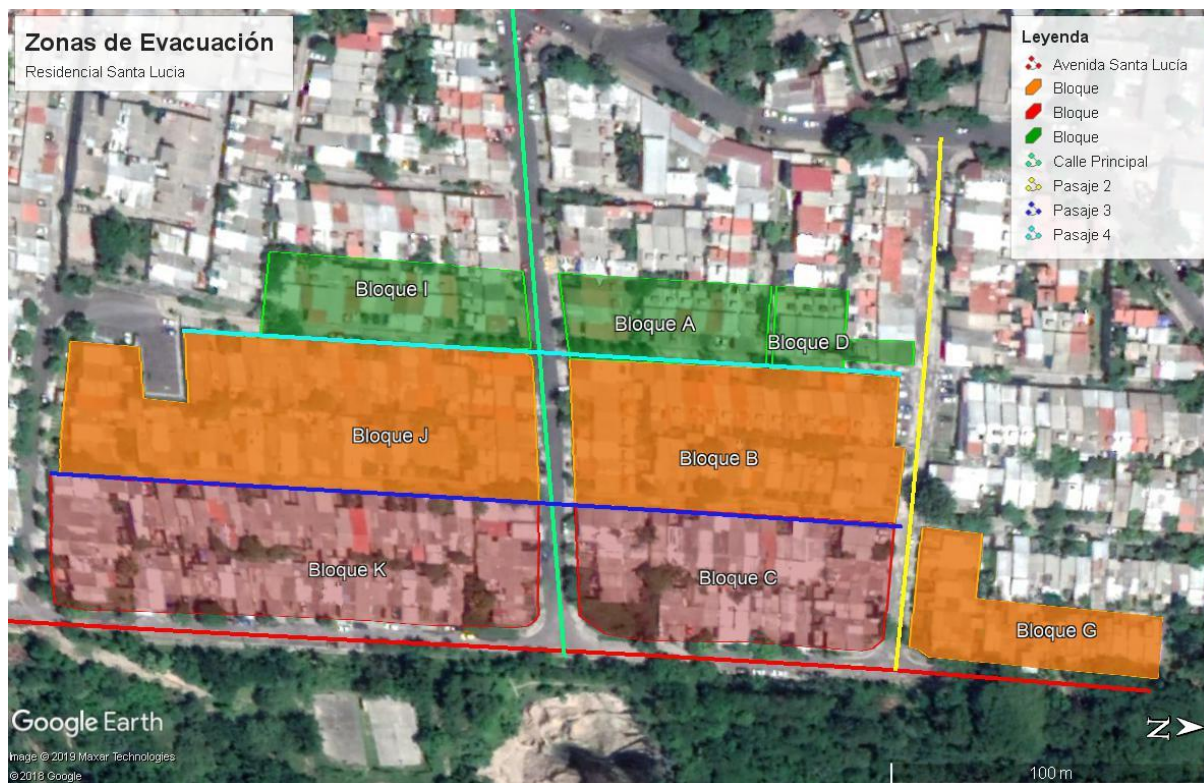 Zonas de Evacuación
Residencial Santa Lucia
Leyenda
Avenida Santa Lucía
Bloque
Bloque
Bloque
Calle Principal
Pasaje 2
Pasaje 3
Pasaje 4
Bloque I
Bloque A
Bloque D
Bloque J
Bloque B
Bloque K
Bloque C
Bloque G
Google Earth
Image © 2019 Maxar Technologies
© 2018 Google
N
100 m